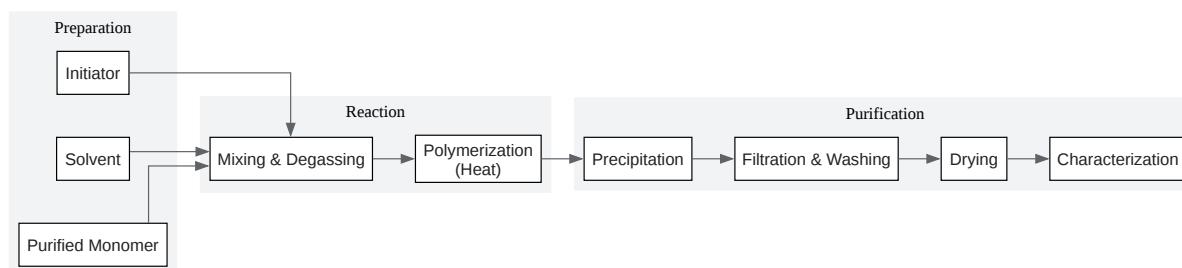 Preparation
Initiator
Solvent
Purified Monomer
Reaction
Mixing & Degassing
Polymerization
(Heat)
Purification
Precipitation
Filtration & Washing
Drying
Characterization